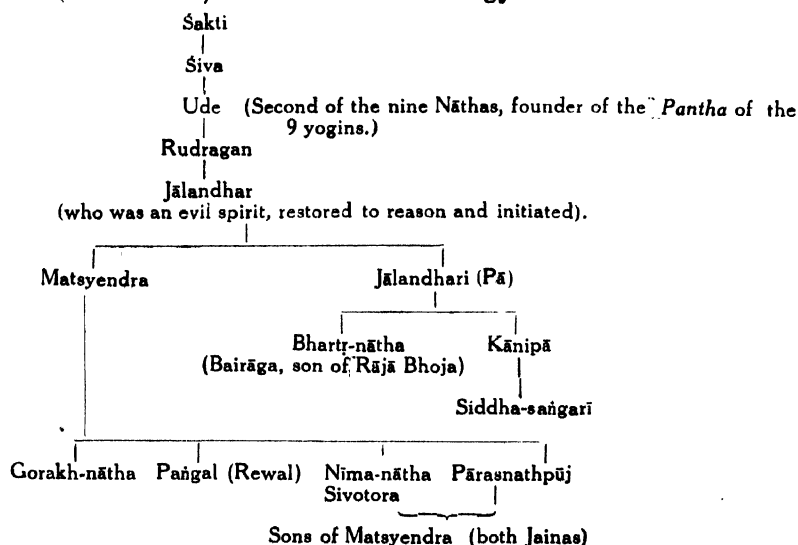 Śakti
Śiva
Ude (Second of the nine Nāthas, founder of the Pantha of the
9 yogins.)
Rudragan
Jālandhar
(who was an evil spirit, restored to reason and initiated).
Matsyendra Jālandhari (Pā)
Bhartṛ-nātha Kānipā
(Bairāga, son of Rājā Bhoja)
Siddha-saṅgarī
Gorakh-nātha Paṅgal (Rewal) Nīma-nātha Pārasnathpūj
Sivotora
Sons of Matsyendra (both Jainas)